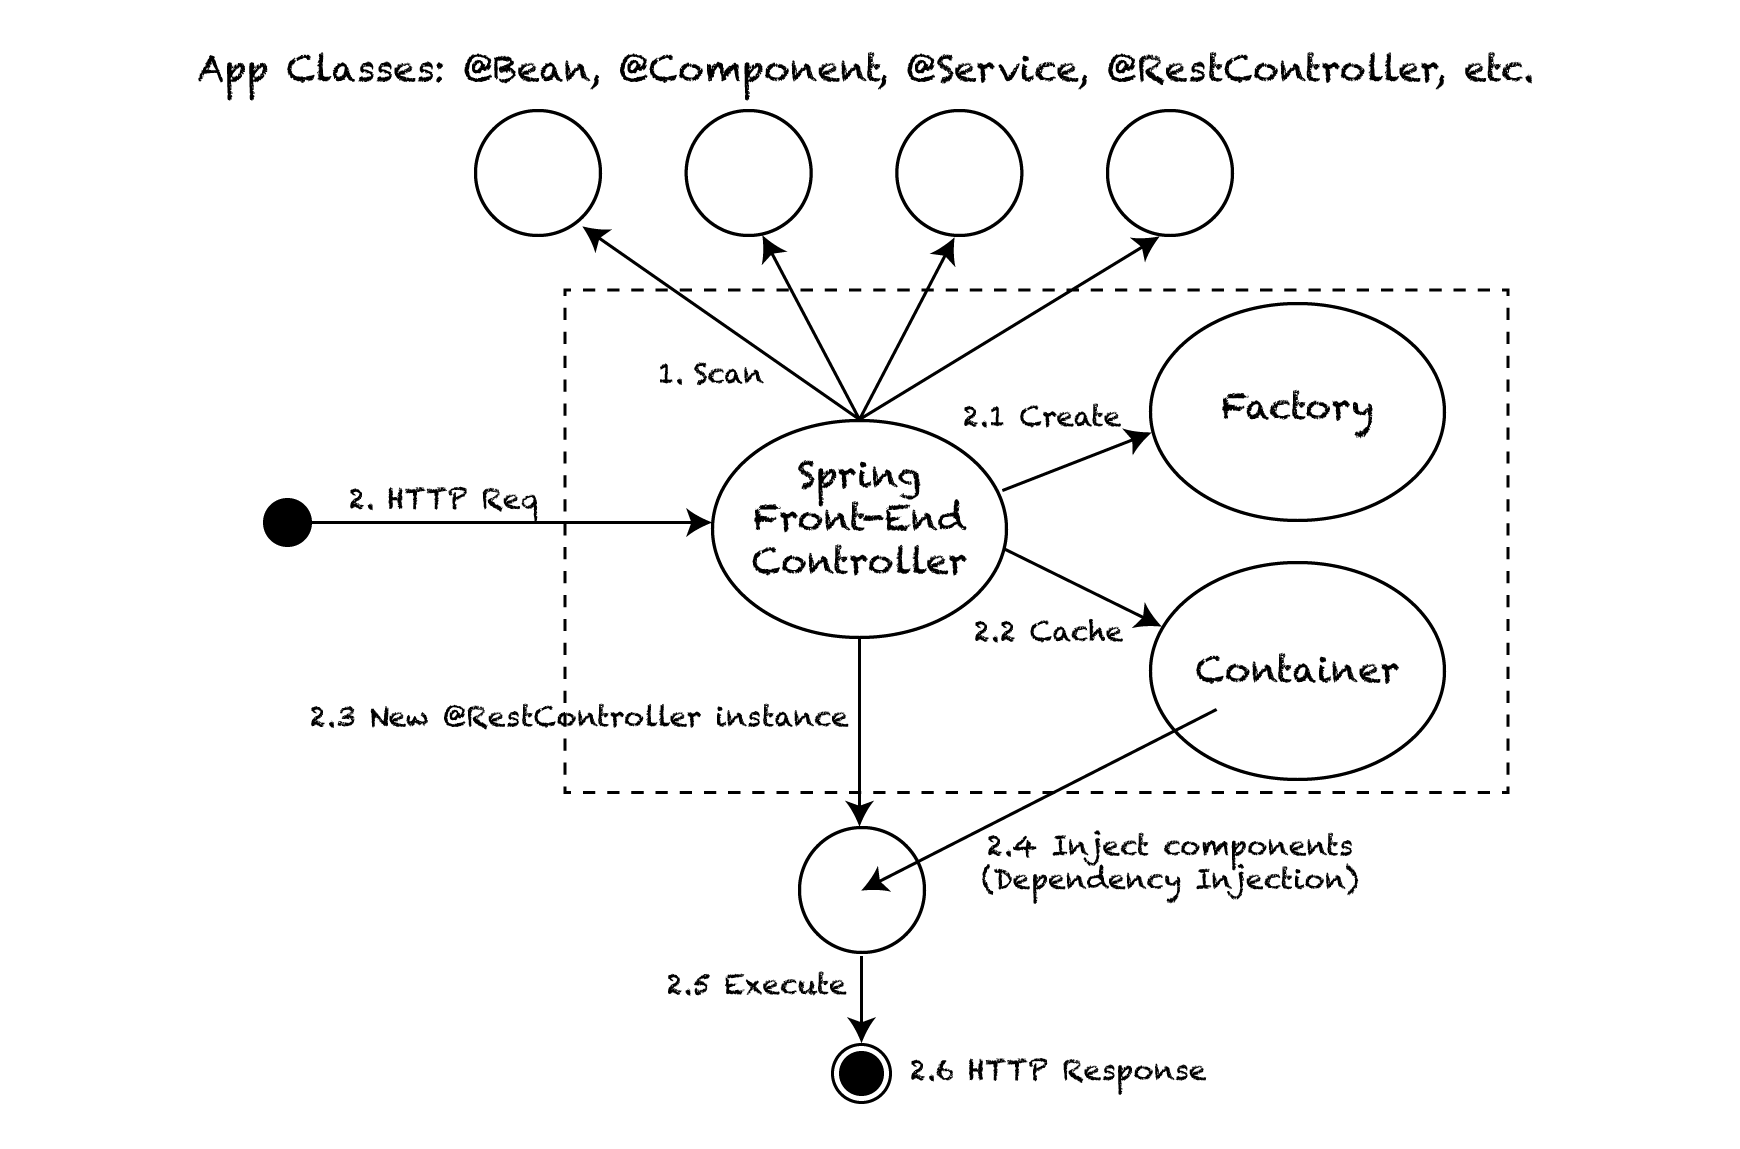 App Classes: @Bean, @Component, @Service, @RestController, etc.
1. Scan
2.1 Create
Factory
2. HTTP Req
Spring
Front-End
Controller
2.2 Cache
Container
2.3 New @RestController instance
2.4 Inject components
(Dependency Injection)
2.5 Execute
2.6 HTTP Response